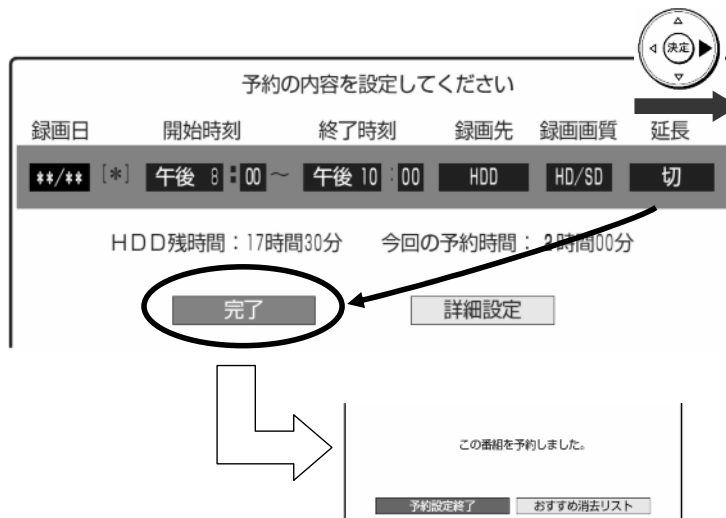 決定
予約の内容を設定してください
録画日 開始時刻 終了時刻 録画先 録画画質 延長
**/** [*] 午後 8:00 ～ 午後 10:00 HDD HD/SD 切
ＨＤＤ残時間：17時間30分 今回の予約時間：2時間00分
完了 詳細設定
この番組を予約しました。
予約設定終了 おすすめ消去リスト